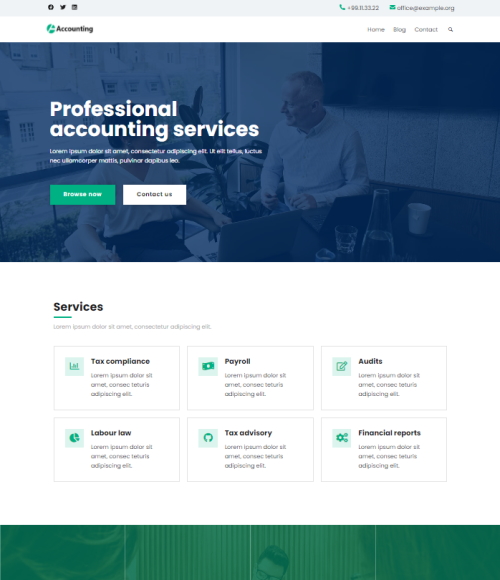 +99.11.33.22 office@example.org
Accounting
Home Blog Contact
Professional
accounting services
Lorem ipsum dolor sit amet, consectetur adipiscing elit. Ut elit tellus, luctus
nec ullamcorper mattis, pulvinar dapibus leo.
Browse now Contact us
Services
Lorem ipsum dolor sit amet, consectetur adipiscing elit.
Tax compliance
Lorem ipsum dolor sit
amet, consec teturis
adipiscing elit.
Payroll
Lorem ipsum dolor sit
amet, consec teturis
adipiscing elit.
Audits
Lorem ipsum dolor sit
amet, consec teturis
adipiscing elit.
Labour law
Lorem ipsum dolor sit
amet, consec teturis
adipiscing elit.
Tax advisory
Lorem ipsum dolor sit
amet, consec teturis
adipiscing elit.
Financial reports
Lorem ipsum dolor sit
amet, consec teturis
adipiscing elit.